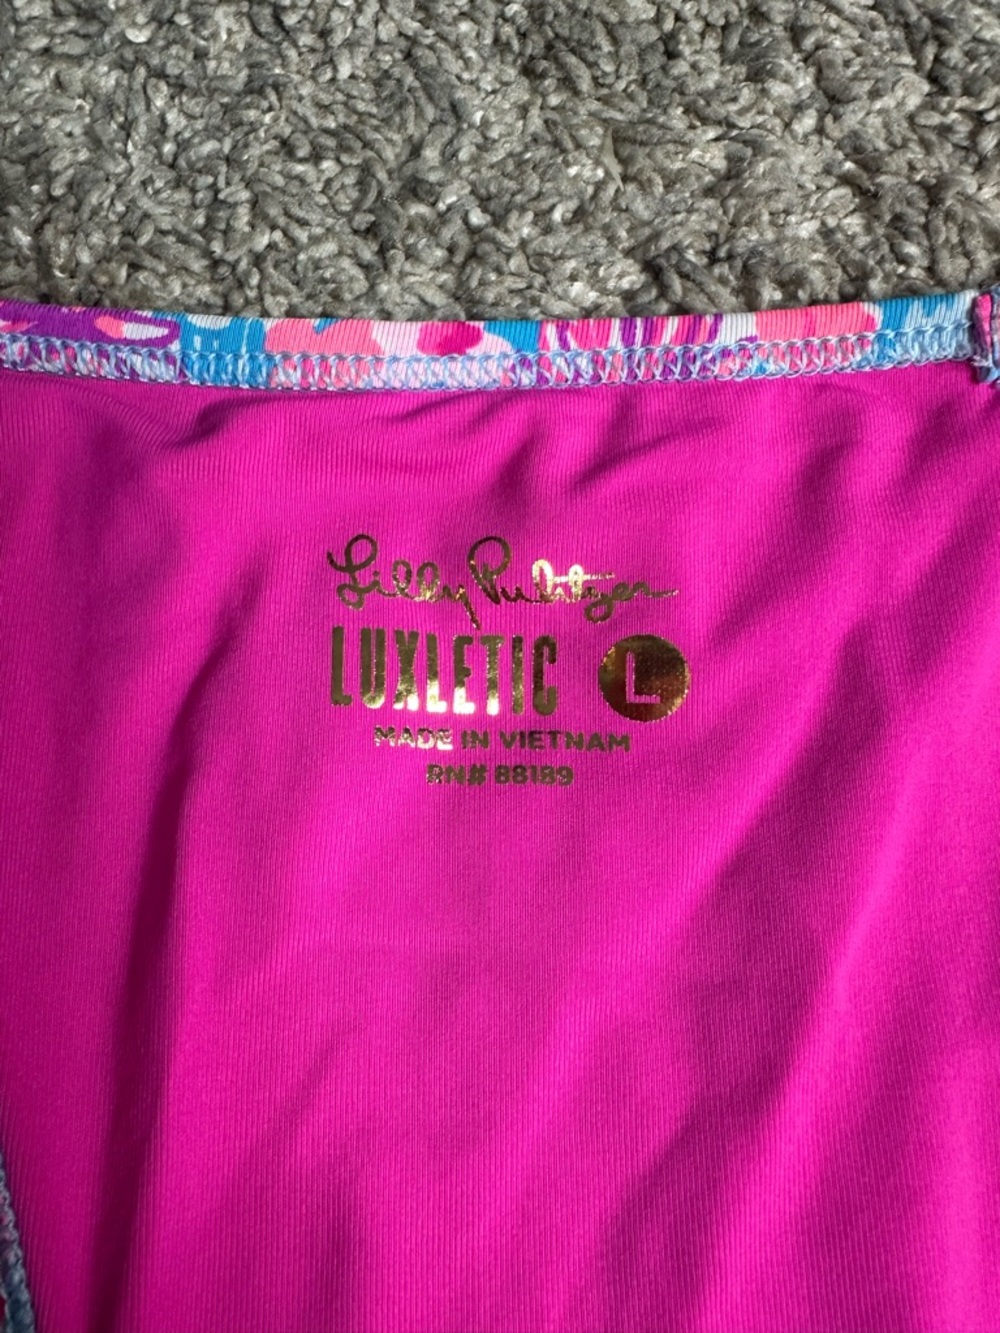 Lilly Pulitzer
LUXLETIC L
MADE IN VIETNAM
RN# 88189